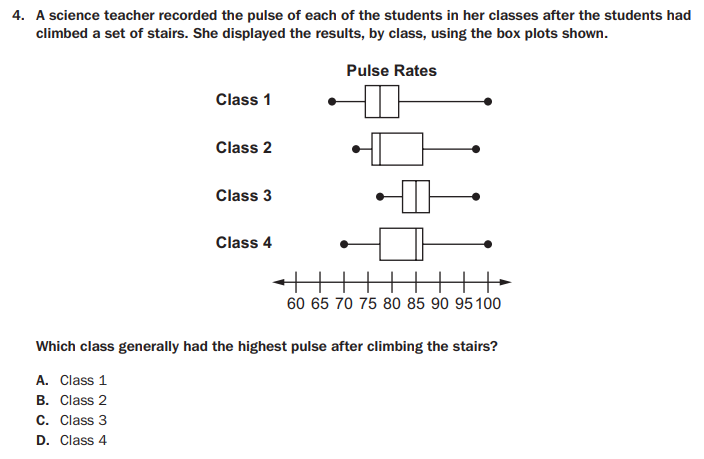 4. A science teacher recorded the pulse of each of the students in her classes after the students had
climbed a set of stairs. She displayed the results, by class, using the box plots shown.
Pulse Rates
Class 1
Class 2
Class 3
Class 4
60 65 70 75 80 85 90 95 100
Which class generally had the highest pulse after climbing the stairs?
A. Class 1
B. Class 2
C. Class 3
D. Class 4